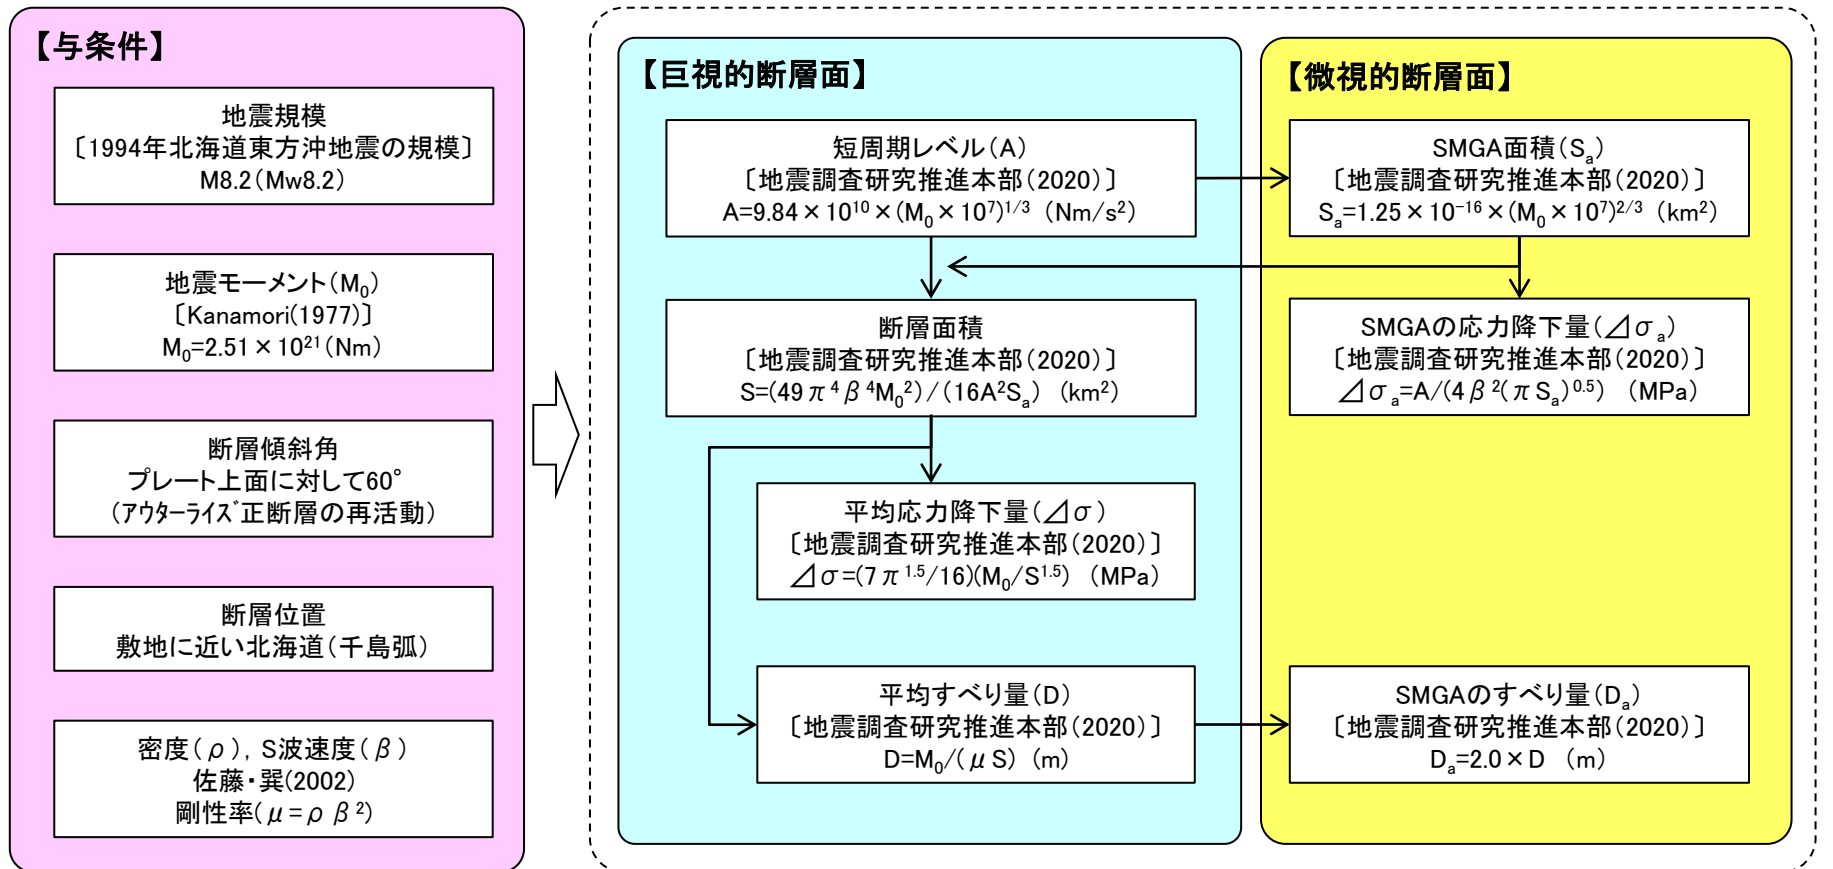 【与条件】
地震規模
〔1994年北海道東方沖地震の規模〕
M8.2(Mw8.2)
地震モーメント(M₀)
〔Kanamori(1977)〕
M₀=2.51×10²¹(Nm)
断層傾斜角
プレート上面に対して60°
(ｱｳﾀｰﾗｲｽﾞ正断層の再活動)
断層位置
敷地に近い北海道(千島弧)
密度(ρ), S波速度(β)
佐藤・巽(2002)
剛性率(μ=ρβ²)
【巨視的断層面】
短周期レベル(A)
〔地震調査研究推進本部(2020)〕
A=9.84×10¹⁰×(M₀×10⁷)¹/³ (Nm/s²)
断層面積
〔地震調査研究推進本部(2020)〕
S=(49π⁴β⁴M₀²)/(16A²Sₐ) (km²)
平均応力降下量(⊿σ)
〔地震調査研究推進本部(2020)〕
⊿σ=(7π¹·⁵/16)(M₀/S¹·⁵) (MPa)
平均すべり量(D)
〔地震調査研究推進本部(2020)〕
D=M₀/(μS) (m)
【微視的断層面】
SMGA面積(Sₐ)
〔地震調査研究推進本部(2020)〕
Sₐ=1.25×10⁻¹⁶×(M₀×10⁷)²/³ (km²)
SMGAの応力降下量(⊿σₐ)
〔地震調査研究推進本部(2020)〕
⊿σₐ=A/(4β²(πSₐ)⁰·⁵) (MPa)
SMGAのすべり量(Dₐ)
〔地震調査研究推進本部(2020)〕
Dₐ=2.0×D (m)